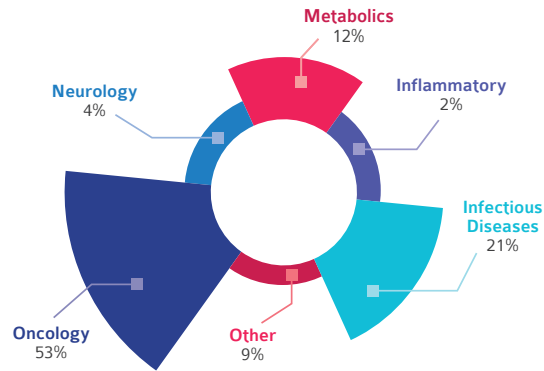 Metabolics
12%
Inflammatory
2%
Neurology
4%
Infectious
Diseases
21%
Other
9%
Oncology
53%